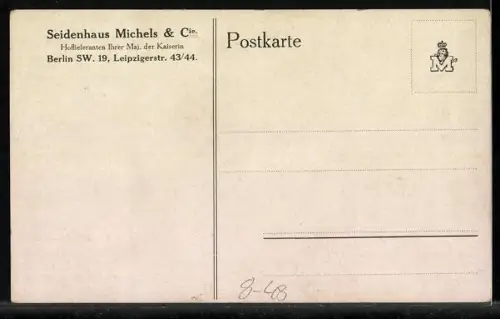 Seidenhaus Michels & Cie.
Hoflieferanten Ihrer Maj. der Kaiserin
Berlin SW. 19, Leipzigerstr. 43/44.
Postkarte
M
8-48